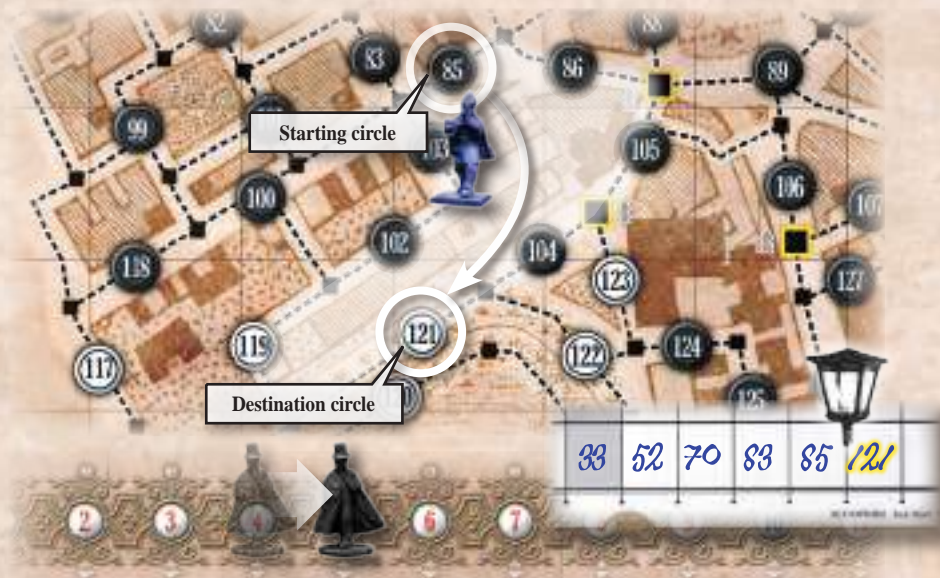 82 83 85 86 88 89
99 Starting circle 103 105
100 106 107
118 102 104
123 127
117 119 121 122 124
Destination circle 125
33 52 70 83 85 121
2 3 4 6 7